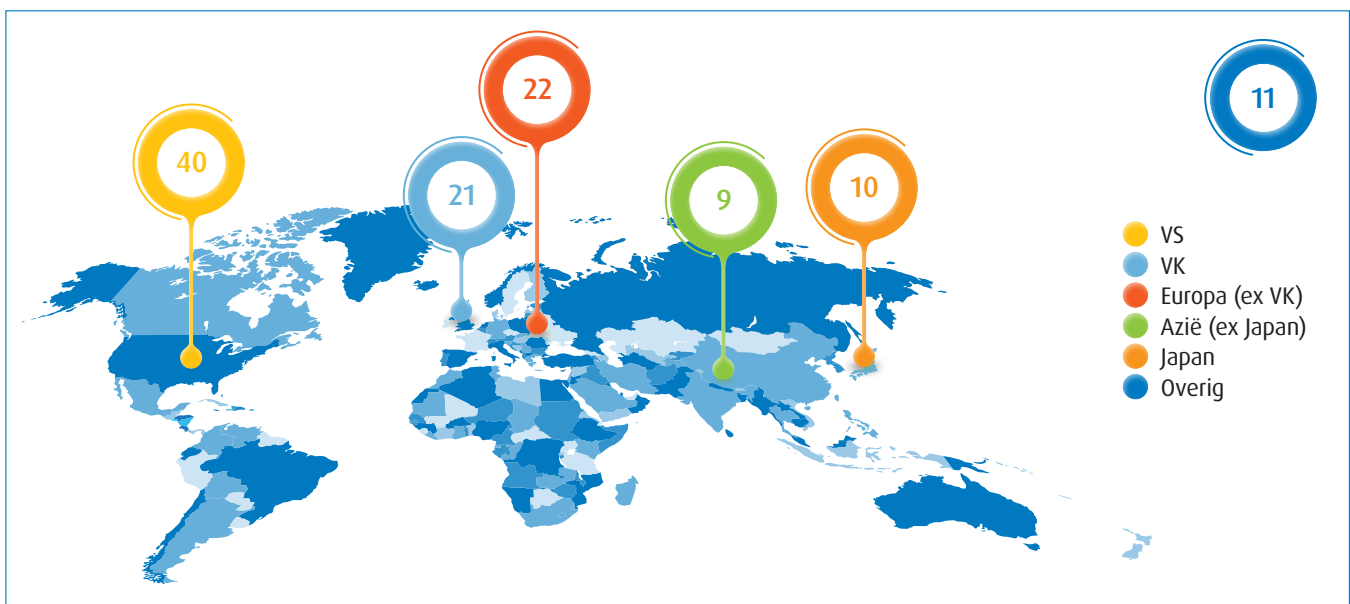 22
11
40
21
9
10
VS
VK
Europa (ex VK)
Azië (ex Japan)
Japan
Overig